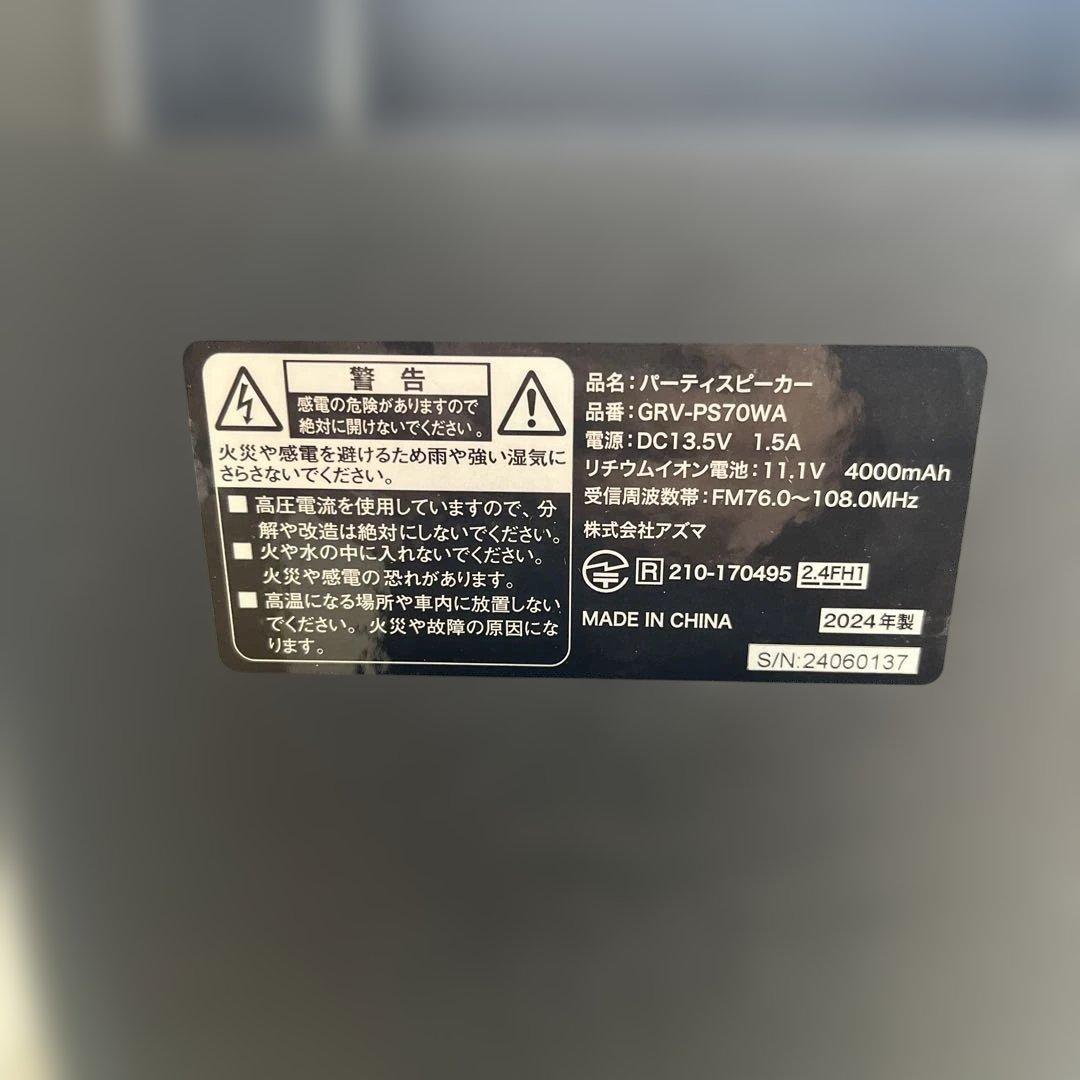 警告
感電の危険がありますので
絶対に開けないでください。
火災や感電を避けるため雨や強い湿気に
さらさないでください。
■ 高圧電流を使用していますので、分
解や改造は絶対にしないでください。
■ 火や水の中に入れないでください。
火災や感電の恐れがあります。
■ 高温になる場所や車内に放置しない
でください。火災や故障の原因にな
ります。
品名：パーティスピーカー
品番：GRV-PS70WA
電源：DC13.5V 1.5A
リチウムイオン電池：11.1V 4000mAh
受信周波数帯：FM76.0～108.0MHz
株式会社アズマ
R 210-170495 2.4FH1
MADE IN CHINA 2024年製
S/N:24060137